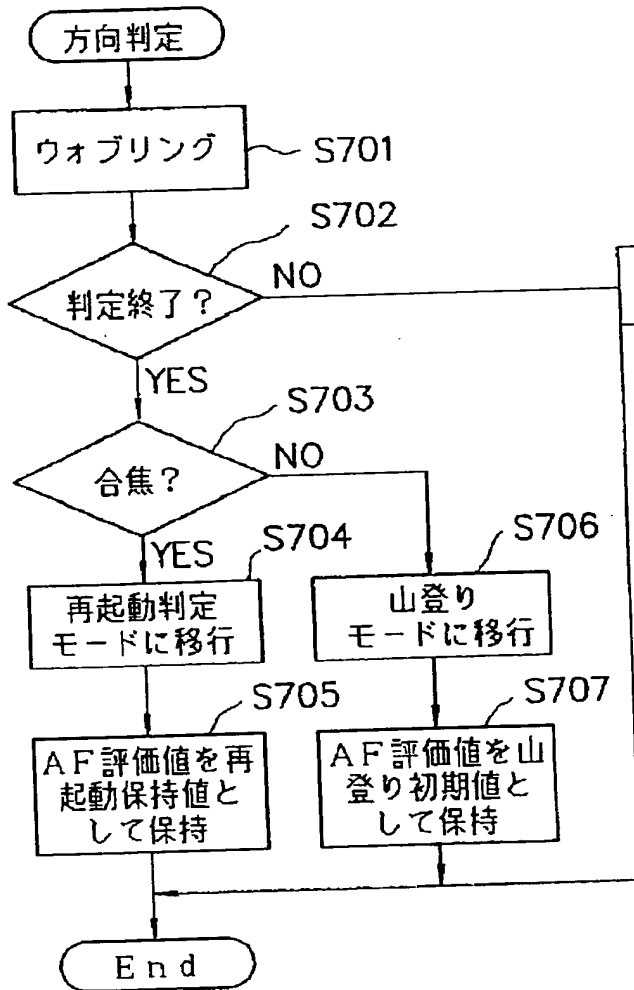 方向判定
ウォブリング
S701
S702
判定終了?
NO
YES
S703
合焦?
NO
YES
S704
再起動判定
モードに移行
S706
山登り
モードに移行
S705
AF評価値を再
起動保持値と
して保持
S707
AF評価値を山
登り初期値と
して保持
End